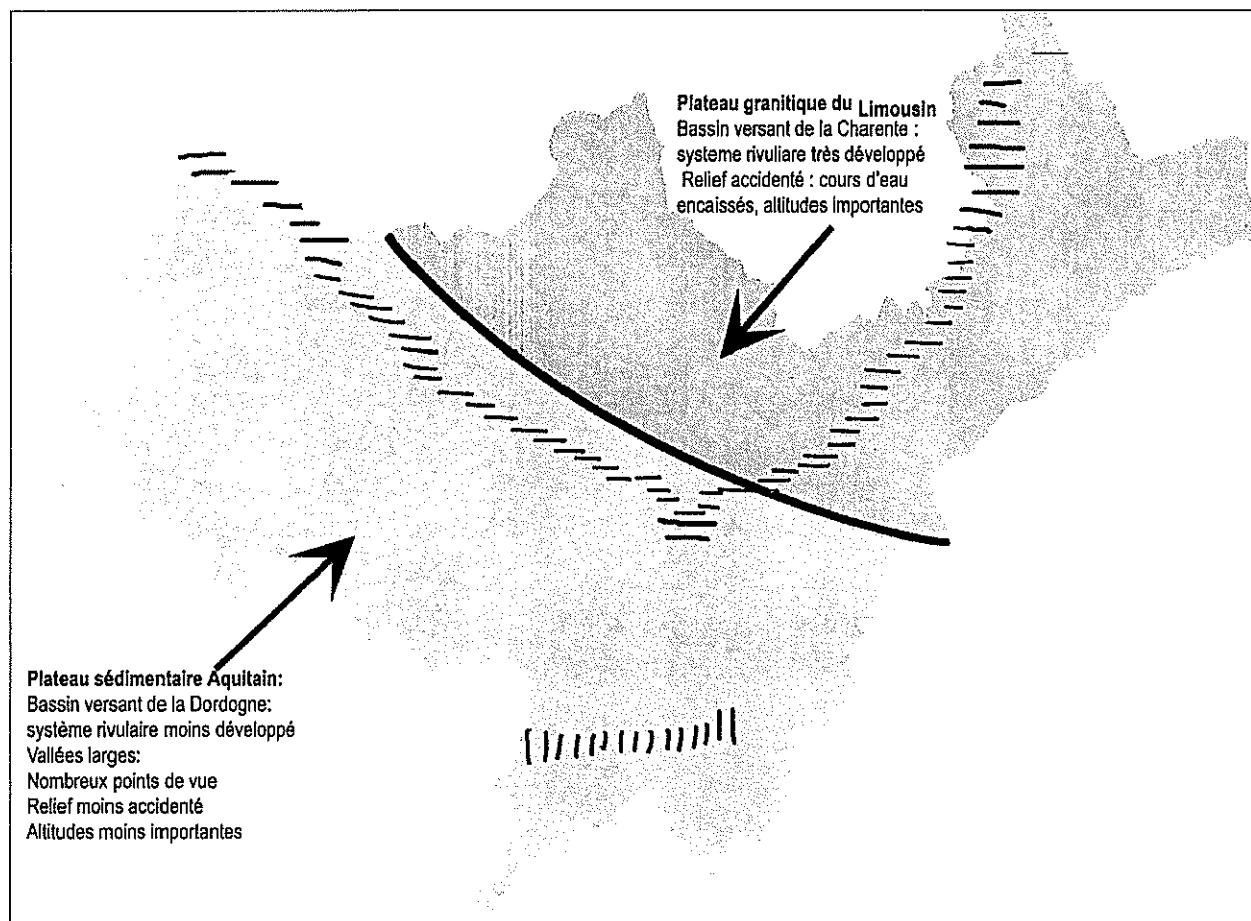 Plateau granitique du Limousin
Bassin versant de la Charente :
systeme rivuliare très développé
Relief accidenté : cours d'eau
encaissés, altitudes importantes
Plateau sédimentaire Aquitain:
Bassin versant de la Dordogne:
système rivulaire moins développé
Vallées larges:
Nombreux points de vue
Relief moins accidenté
Altitudes moins importantes